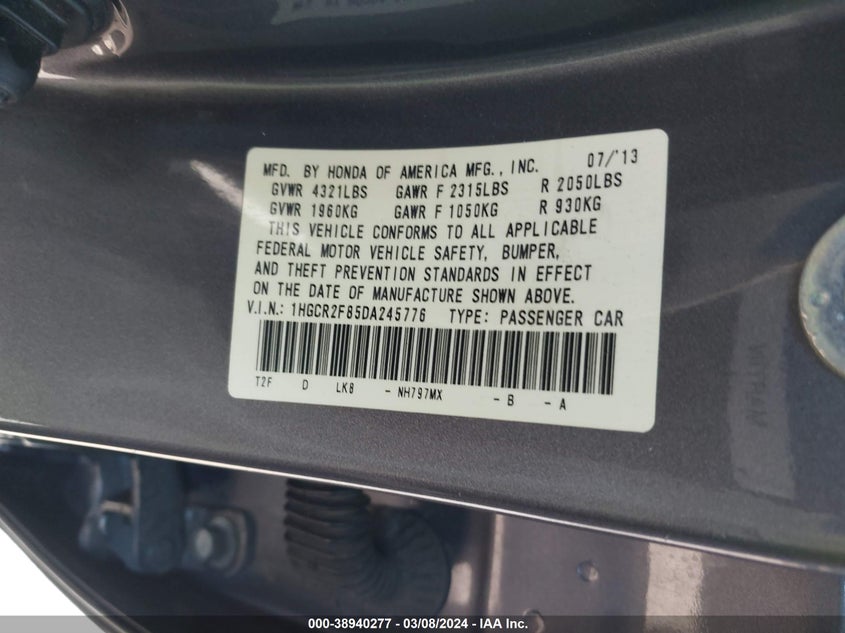 MFD. BY HONDA OF AMERICA MFG., INC. 07/'13
GVWR 4321LBS GAWR F 2315LBS R 2050LBS
GVWR 1960KG GAWR F 1050KG R 930KG
THIS VEHICLE CONFORMS TO ALL APPLICABLE
FEDERAL MOTOR VEHICLE SAFETY, BUMPER,
AND THEFT PREVENTION STANDARDS IN EFFECT
ON THE DATE OF MANUFACTURE SHOWN ABOVE.
V.I.N.: 1HGCR2F85DA245776 TYPE: PASSENGER CAR
T2F D LK8 - NH797MX - B - A
000-38940277 - 03/08/2024 - IAA Inc.